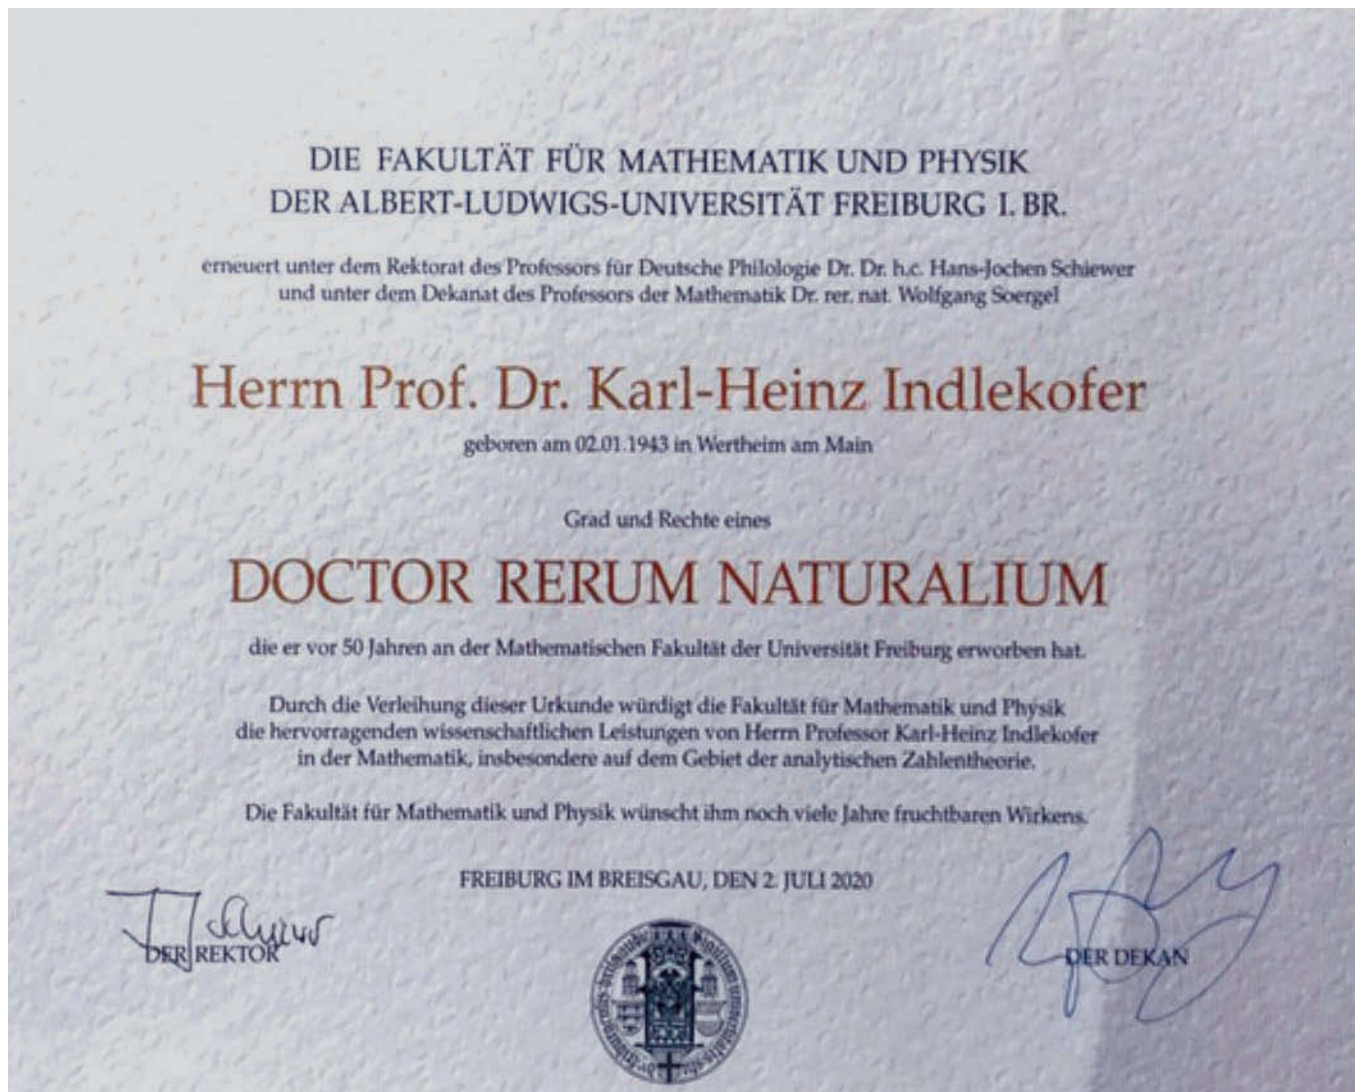 DIE FAKULTÄT FÜR MATHEMATIK UND PHYSIK
DER ALBERT-LUDWIGS-UNIVERSITÄT FREIBURG I. BR.
erneuert unter dem Rektorat des Professors für Deutsche Philologie Dr. Dr. h.c. Hans-Jochen Schiewer
und unter dem Dekanat des Professors der Mathematik Dr. rer. nat. Wolfgang Soergel
Herrn Prof. Dr. Karl-Heinz Indlekofer
geboren am 02.01.1943 in Wertheim am Main
Grad und Rechte eines
DOCTOR RERUM NATURALIUM
die er vor 50 Jahren an der Mathematischen Fakultät der Universität Freiburg erworben hat.
Durch die Verleihung dieser Urkunde würdigt die Fakultät für Mathematik und Physik
die hervorragenden wissenschaftlichen Leistungen von Herrn Professor Karl-Heinz Indlekofer
in der Mathematik, insbesondere auf dem Gebiet der analytischen Zahlentheorie.
Die Fakultät für Mathematik und Physik wünscht ihm noch viele Jahre fruchtbaren Wirkens.
FREIBURG IM BREISGAU, DEN 2. JULI 2020
DER REKTOR
DER DEKAN